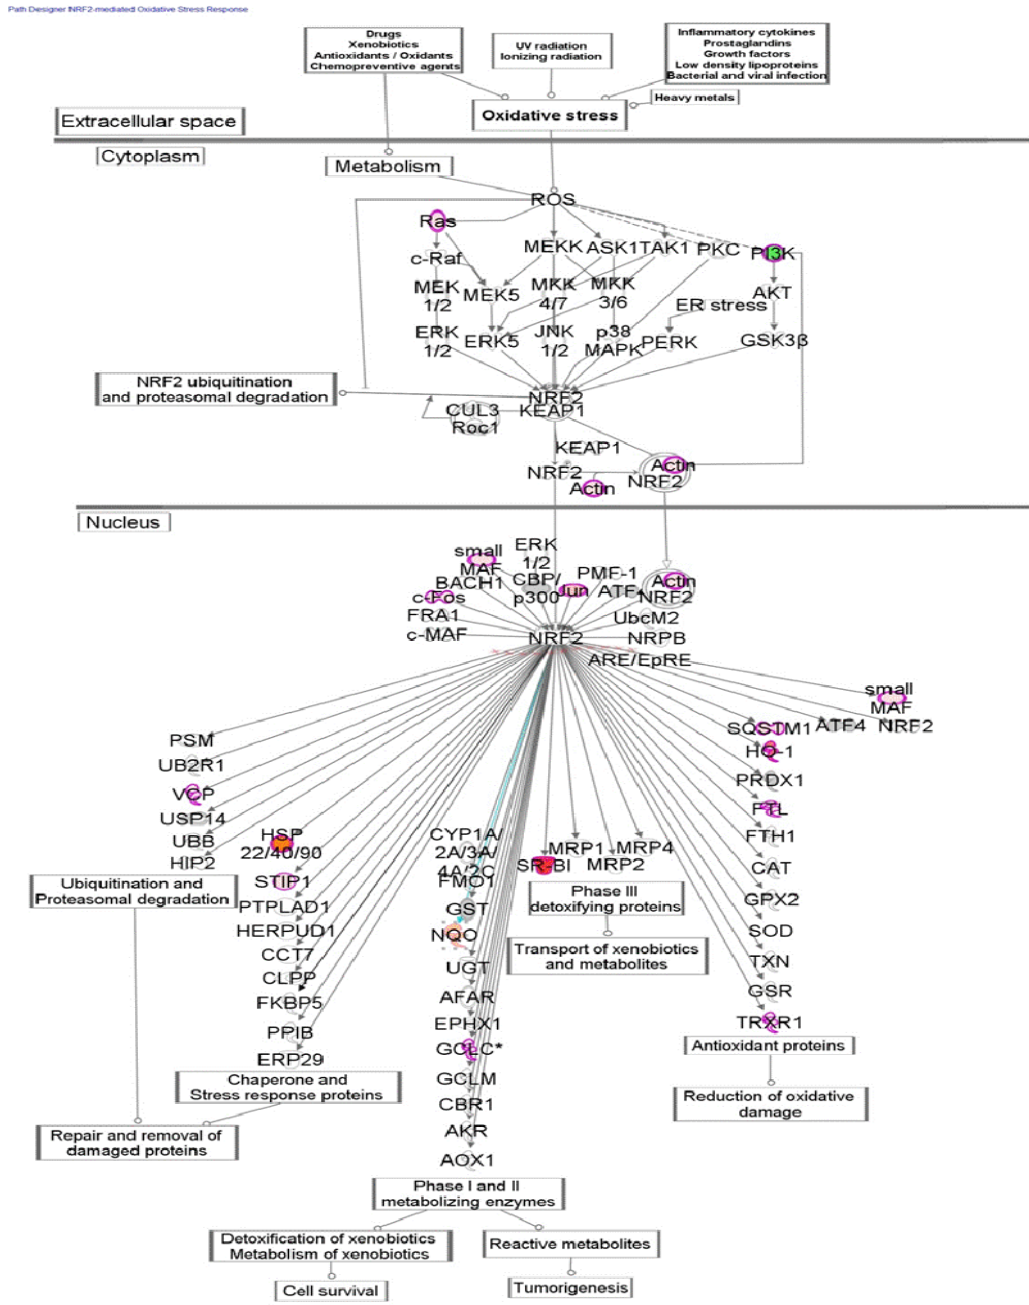 Path Designer NRF2-mediated Oxidative Stress Response
Drugs
Xenobiotics
Antioxidants / Oxidants
Chemopreventive agents
UV radiation
Ionizing radiation
Inflammatory cytokines
Prostaglandins
Growth factors
Low density lipoproteins
Bacterial and viral infection
Heavy metals
Oxidative stress
Extracellular space
Cytoplasm
Metabolism
ROS
Ras
MEKK
ASK1
TAK1
PKC
PI3K
c-Raf
MEK
1/2
MEK5
MKK
4/7
MKK
3/6
AKT
ER stress
ERK
1/2
ERK5
JNK
1/2
p38
MAPK
PERK
GSK3β
NRF2 ubiquitination
and proteasomal degradation
NRF2
KEAP1
CUL3
Roc1
KEAP1
NRF2
Actin
Actin
NRF2
Nucleus
small
MAF
ERK
1/2
BACH1
CBP/
p300
Jun
PMF-1
ATF4
Actin
NRF2
c-Fos
FRA1
c-MAF
UbcM2
NRF2
NRPB
ARE/EpRE
small
MAF
SQSTM1
ATF4
NRF2
PSM
UB2R1
VCP
USP14
UBB
HIP2
Ubiquitination and
Proteasomal degradation
HSP
22/40/90
STIP1
PTPLAD1
HERPUD1
CCT7
CLPP
FKBP5
PPIB
ERP29
Chaperone and
Stress response proteins
Repair and removal of
damaged proteins
CYP1A/
2A/3A/
4A/2C
FMO1
GST
NQO
UGT
AFAR
EPHX1
GCLC*
GCLM
CBR1
AKR
AOX1
Phase I and II
metabolizing enzymes
Detoxification of xenobiotics
Metabolism of xenobiotics
Cell survival
Reactive metabolites
Tumorigenesis
SR-BI
MRP1
MRP2
MRP4
Phase III
detoxifying proteins
Transport of xenobiotics
and metabolites
HO-1
PRDX1
FTL
FTH1
CAT
GPX2
SOD
TXN
GSR
TRXR1
Antioxidant proteins
Reduction of oxidative
damage